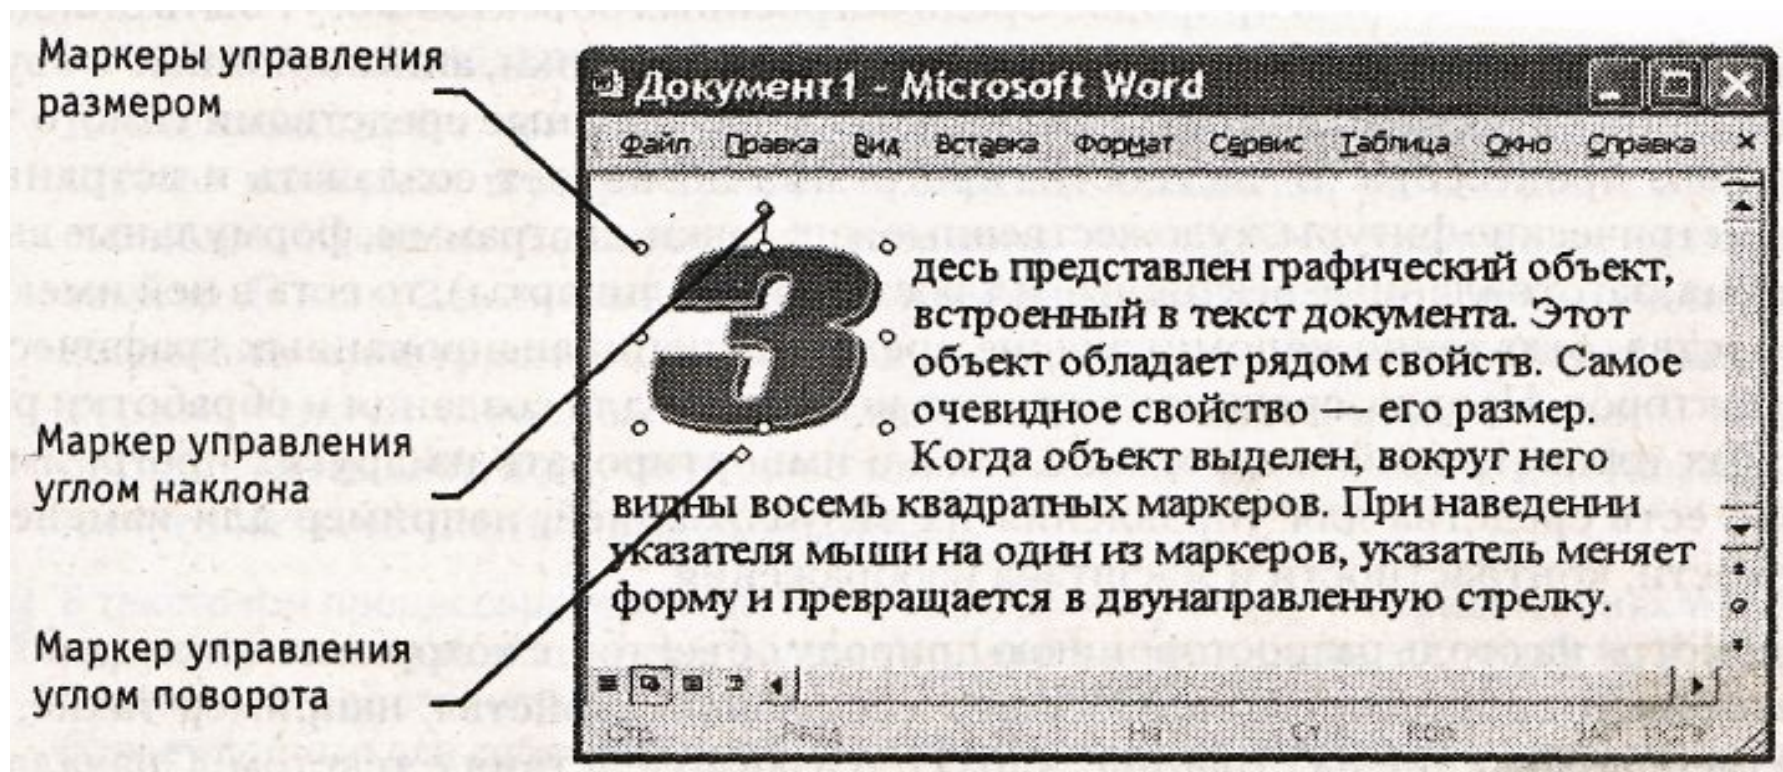 Маркеры управления
размером
Маркер управления
углом наклона
Маркер управления
углом поворота
Документ1 - Microsoft Word
Файл Правка Вид Вставка Формат Сервис Таблица Окно Справка
З
десь представлен графический объект,
встроенный в текст документа. Этот
объект обладает рядом свойств. Самое
очевидное свойство — его размер.
Когда объект выделен, вокруг него
видны восемь квадратных маркеров. При наведении
указателя мыши на один из маркеров, указатель меняет
форму и превращается в двунаправленную стрелку.